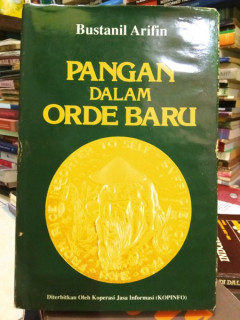 Bustanil Arifin
PANGAN
DALAM
ORDE BARU
Diterbitkan Oleh Koperasi Jasa Informasi (KOPINFO)